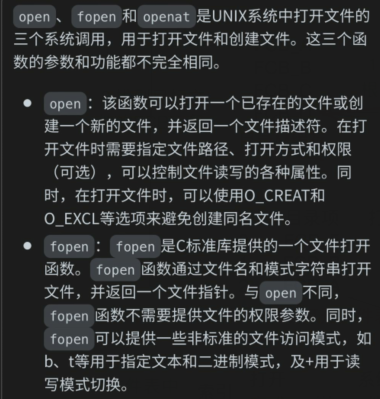 open、fopen和openat是UNIX系统中打开文件的
三个系统调用，用于打开文件和创建文件。这三个函
数的参数和功能都不完全相同。
● open：该函数可以打开一个已存在的文件或创
建一个新的文件，并返回一个文件描述符。在打
开文件时需要指定文件路径、打开方式和权限
（可选），可以控制文件读写的各种属性。同
时，在打开文件时，可以使用O_CREAT和
O_EXCL等选项来避免创建同名文件。
● fopen：fopen是C标准库提供的一个文件打开
函数。fopen函数通过文件名和模式字符串打开
文件，并返回一个文件指针。与open不同，
fopen函数不需要提供文件的权限参数。同时，
fopen可以提供一些非标准的文件访问模式，如
b、t等用于指定文本和二进制模式，及+用于读
写模式切换。